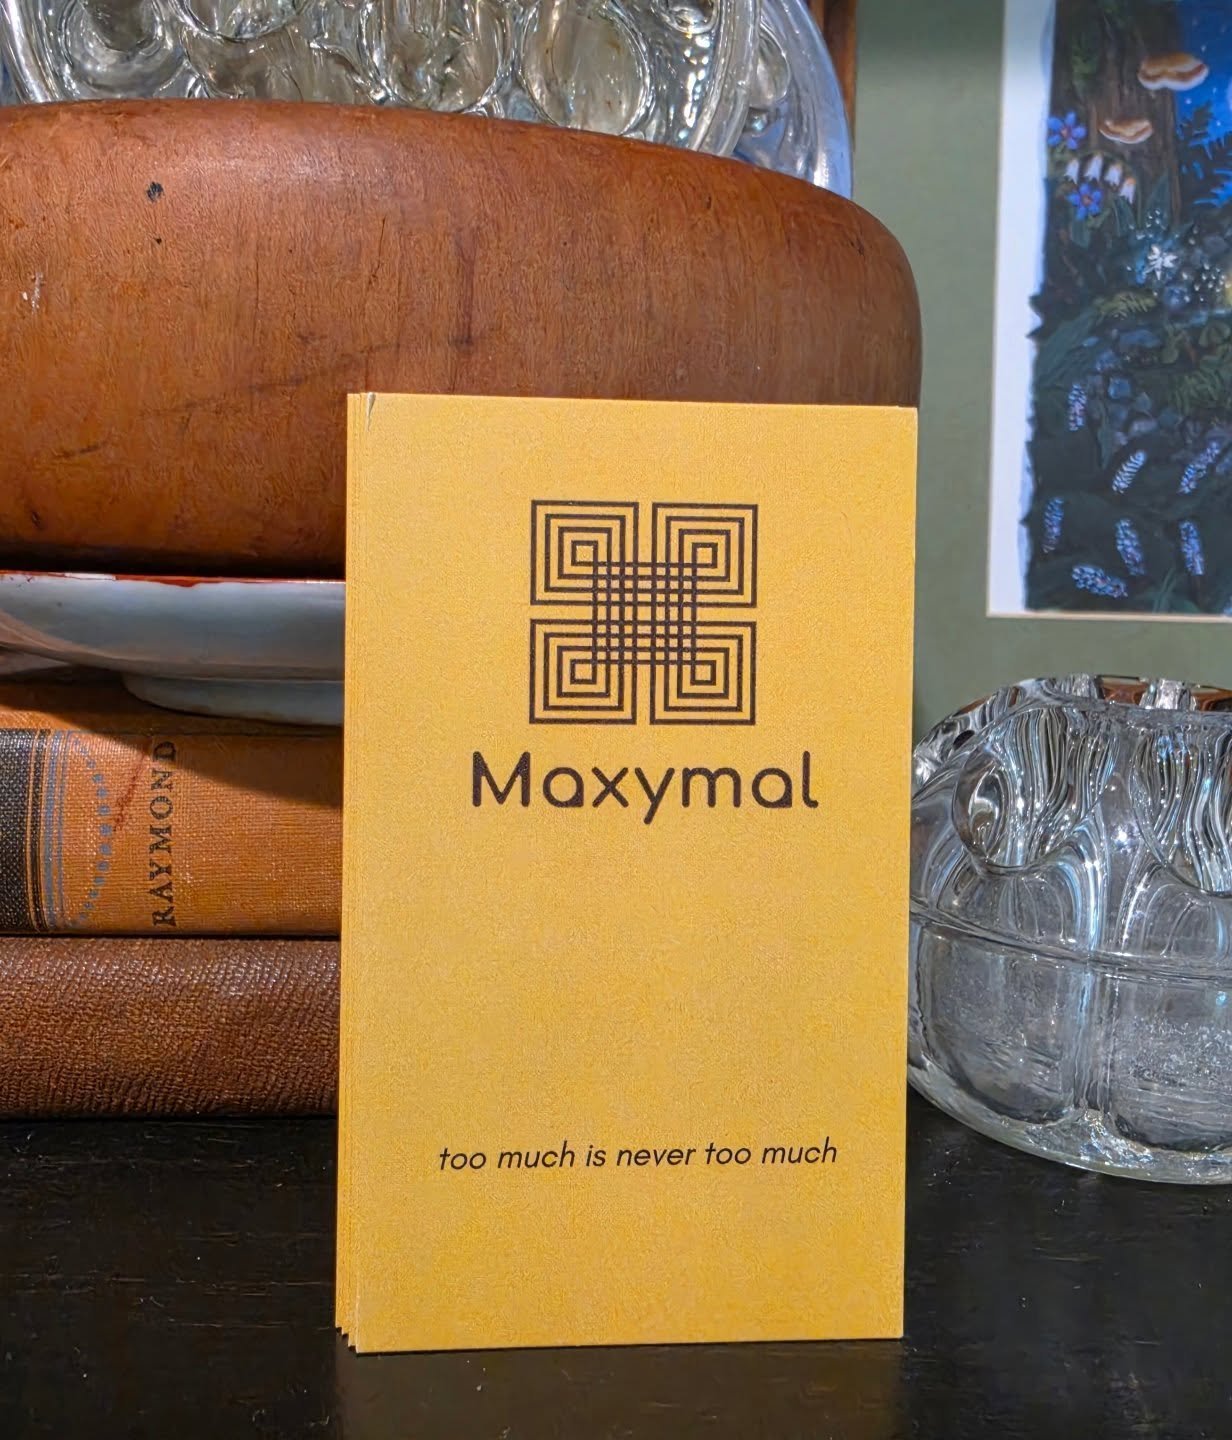 RAYMOND
Maxymal
too much is never too much